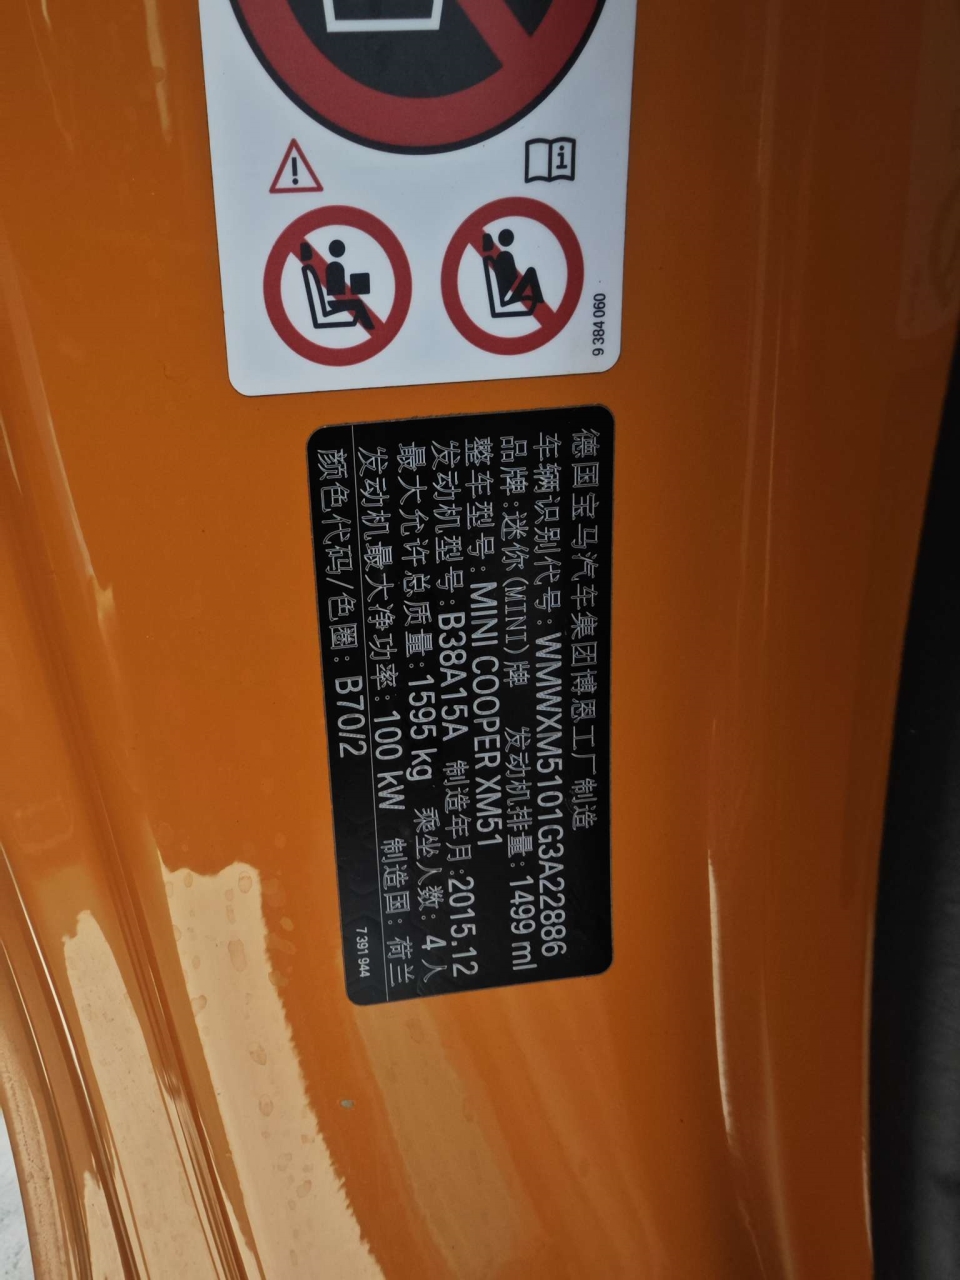 9 384 060
德国宝马汽车集团博恩工厂制造
车辆识别代号:WMWXM5101G3A22886
品牌:迷你(MINI)牌 发动机排量:1499 ml
整车型号:MINI COOPER XM51
发动机型号:B38A15A 制造年月:2015.12
最大允许总质量:1595 kg 乘坐人数:4人
发动机最大净功率:100 kW 制造国:荷兰
颜色代码/色圈:B70/2
7 391 944